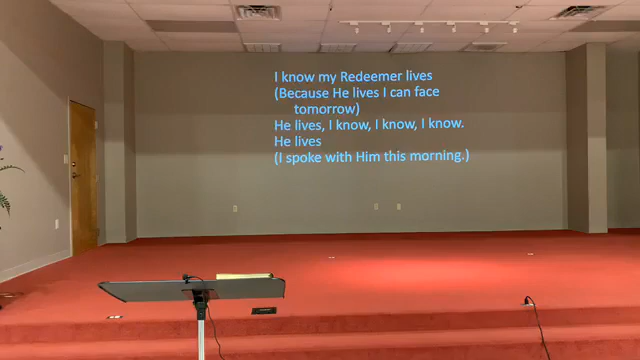 I know my Redeemer lives
(Because He lives I can face
tomorrow)
He lives, I know, I know, I know.
He lives
(I spoke with Him this morning.)